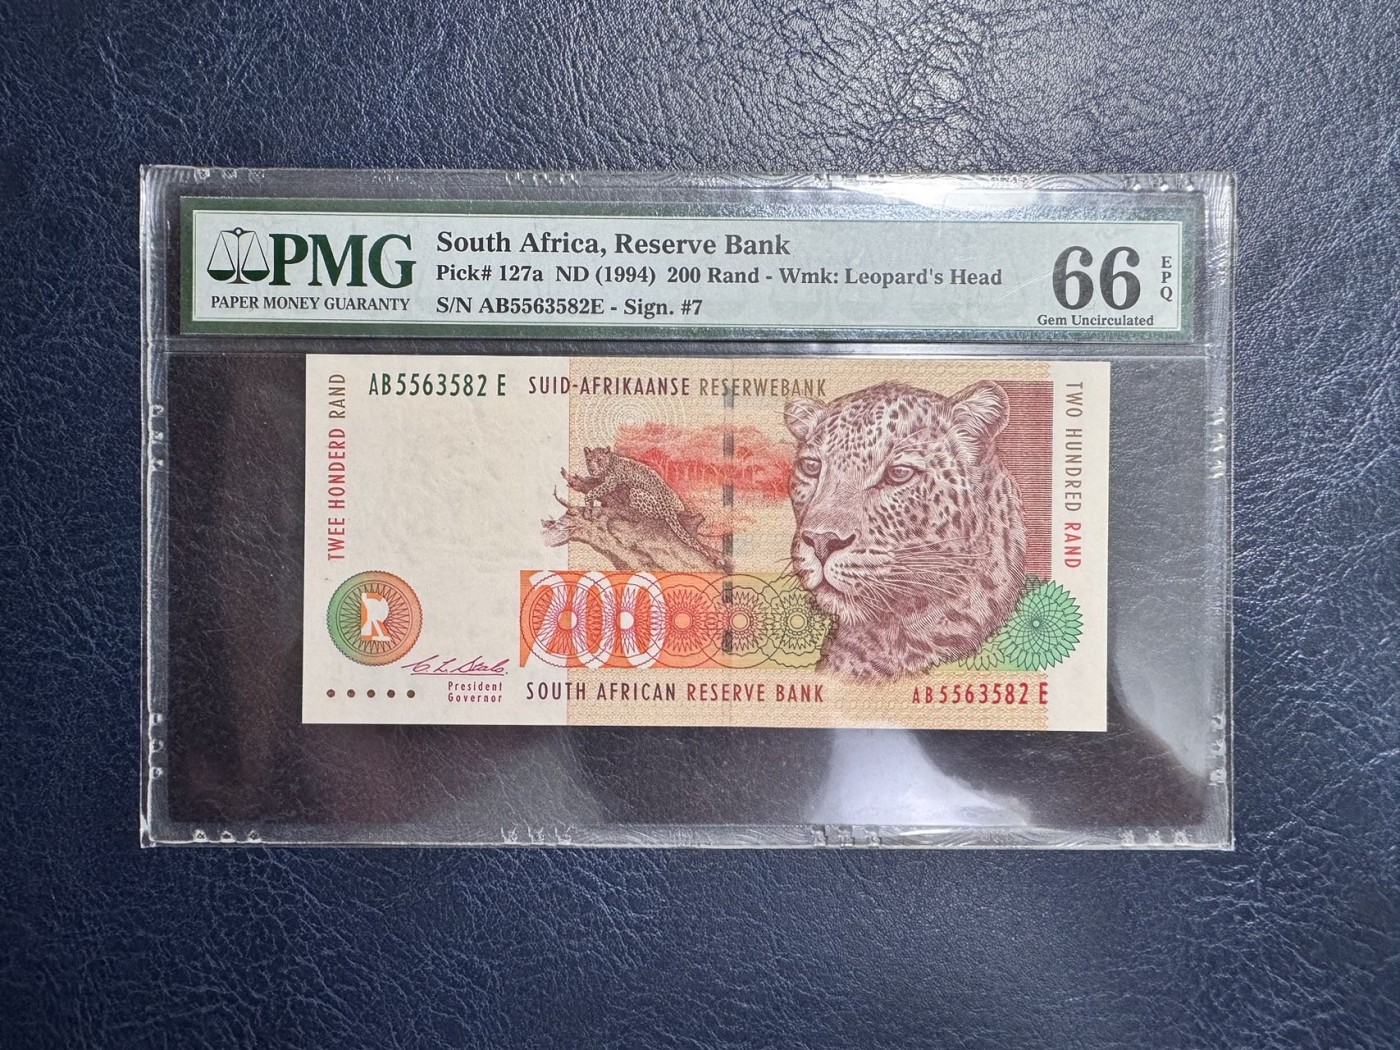 PMG
PAPER MONEY GUARANTY
South Africa, Reserve Bank
Pick# 127a ND (1994) 200 Rand - Wmk: Leopard's Head
S/N AB5563582E - Sign. #7
66
EPQ
Gem Uncirculated
TWEE HONDERD RAND
AB5563582 E
SUID-AFRIKAANSE RESERWEBANK
TWO HUNDRED RAND
R
200
President
Governor
SOUTH AFRICAN RESERVE BANK
AB5563582 E